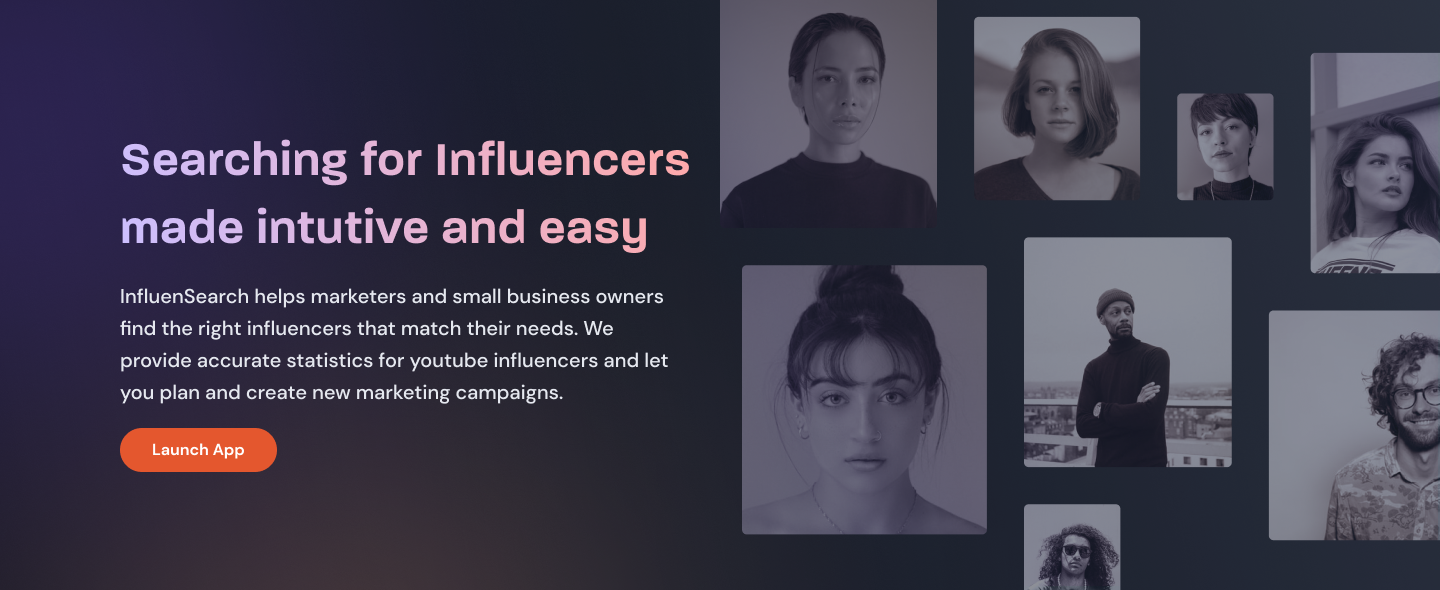 Searching for Influencers
made intutive and easy
InfluenSearch helps marketers and small business owners
find the right influencers that match their needs. We
provide accurate statistics for youtube influencers and let
you plan and create new marketing campaigns.
Launch App